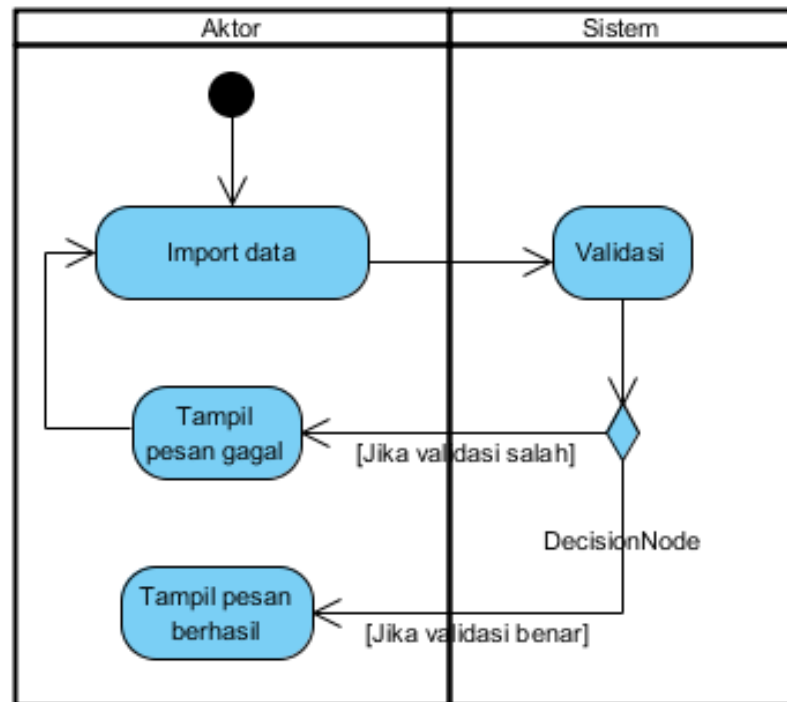 Aktor
Sistem
Import data
Validasi
Tampil
pesan gagal
[Jika validasi salah]
DecisionNode
Tampil pesan
berhasil
[Jika validasi benar]